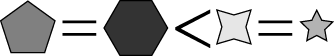 = < =